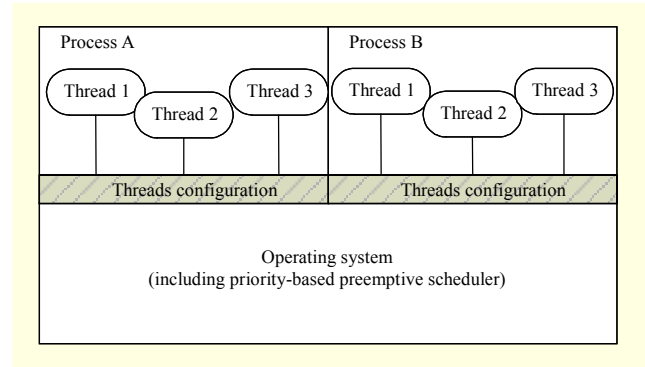 Process A
Process B
Thread 1
Thread 2
Thread 3
Thread 1
Thread 2
Thread 3
Threads configuration
Threads configuration
Operating system
(including priority-based preemptive scheduler)